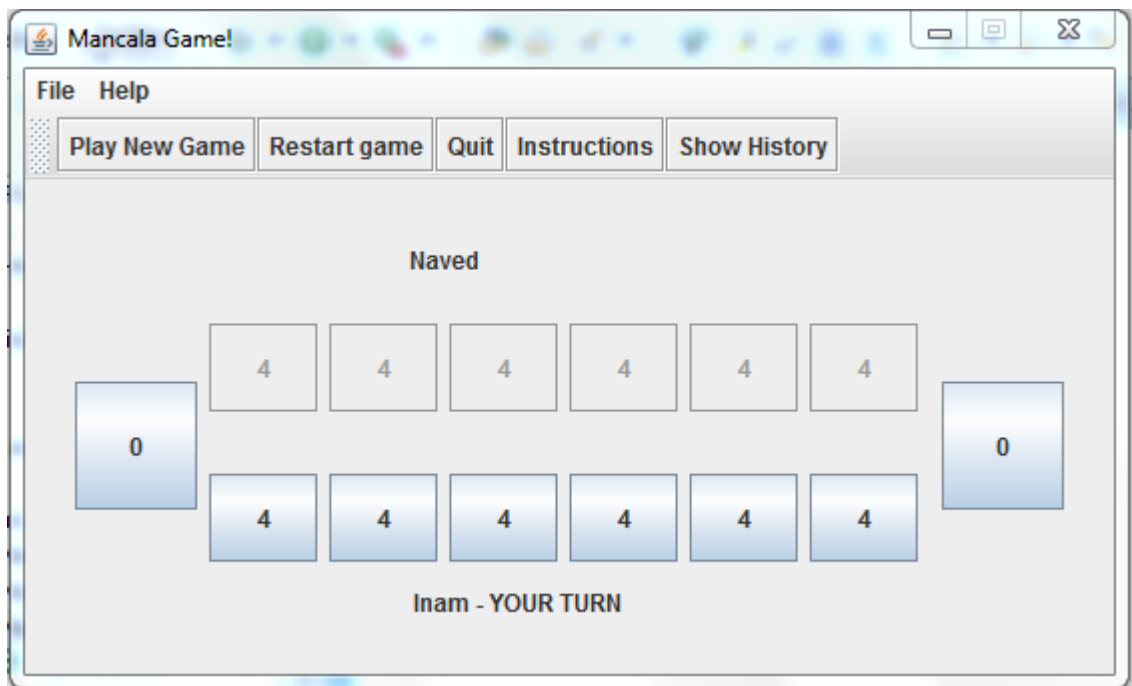 Mancala Game!
File Help
Play New Game Restart game Quit Instructions Show History
Naved
4 4 4 4 4 4
0 0
4 4 4 4 4 4
Inam - YOUR TURN